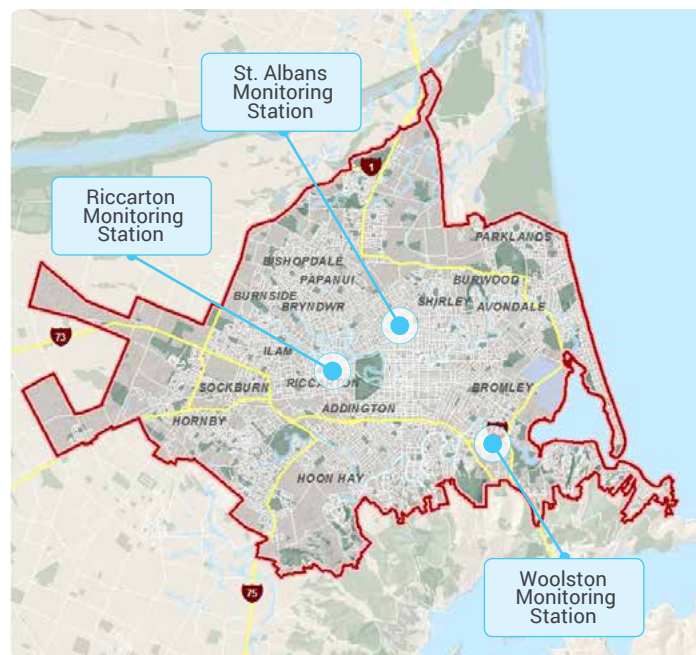 St. Albans
Monitoring
Station
1
Riccarton
Monitoring
Station
PARKLANDS
BISHOPDALE
PAPANUI
BURWOOD
BURNSIDE
BRYNDWR
SHIRLEY
AVONDALE
73
ILAM
SOCKBURN
RICCARTON
BROMLEY
HORNBY
ADDINGTON
HOON HAY
75
Woolston
Monitoring
Station